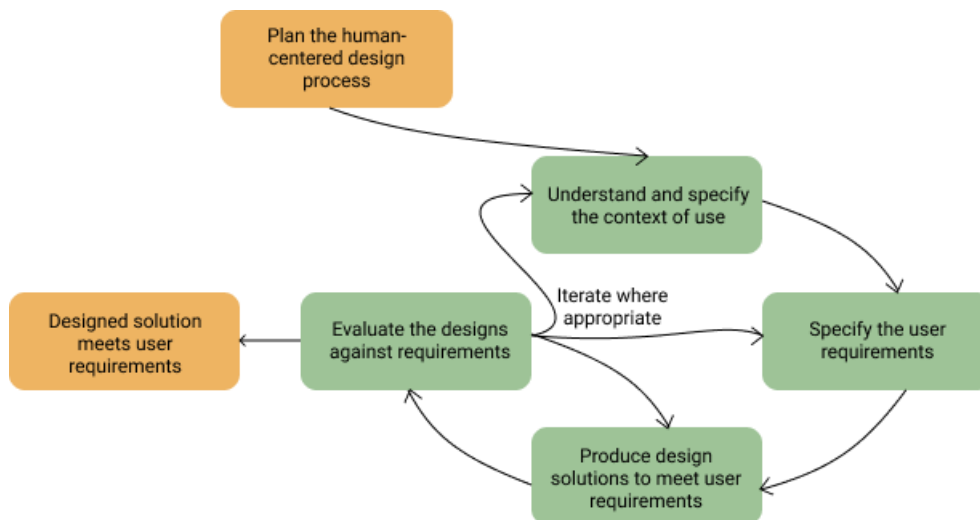 Plan the human-
centered design
process
Understand and specify
the context of use
Iterate where
appropriate
Designed solution
meets user
requirements
Evaluate the designs
against requirements
Specify the user
requirements
Produce design
solutions to meet user
requirements